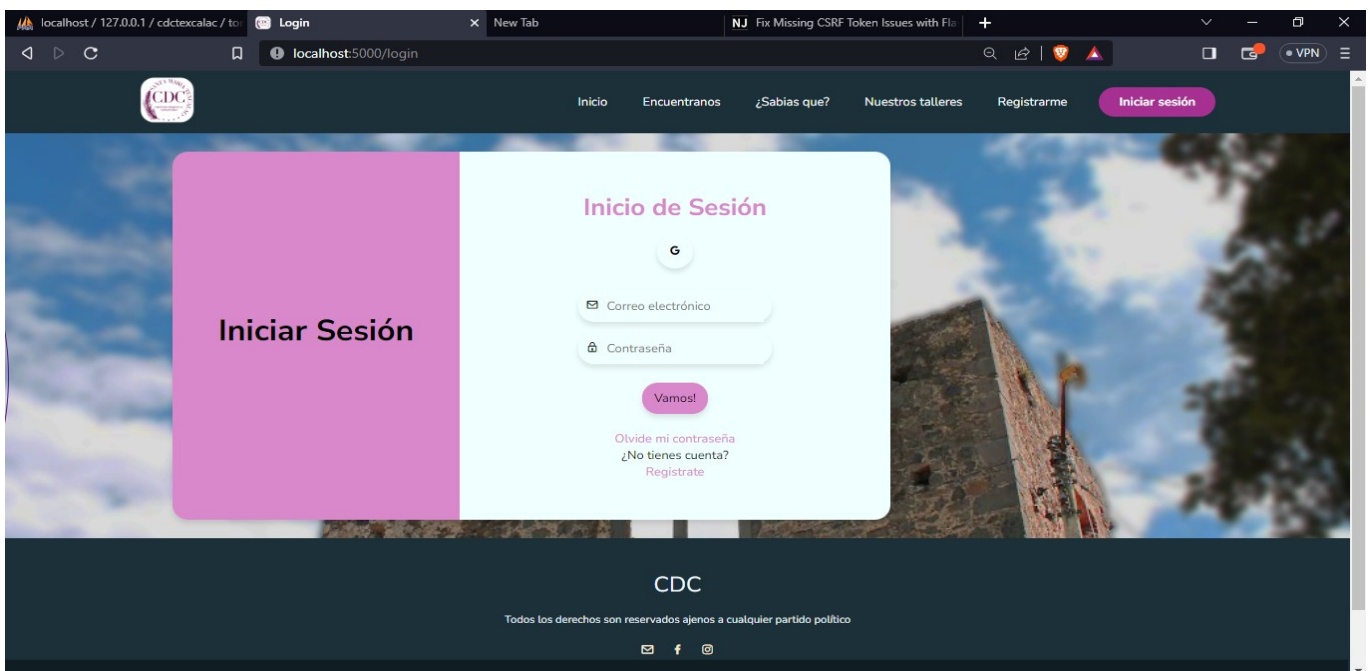 localhost / 127.0.0.1 / cdctexcalac / to
Login
New Tab
NJ Fix Missing CSRF Token Issues with Fla
localhost:5000/login
VPN
CDC
Inicio
Encuentranos
¿Sabias que?
Nuestros talleres
Registrarme
Iniciar sesión
Iniciar Sesión
Inicio de Sesión
G
Correo electrónico
Contraseña
Vamos!
Olvide mi contraseña
¿No tienes cuenta?
Registrate
CDC
Todos los derechos son reservados ajenos a cualquier partido político